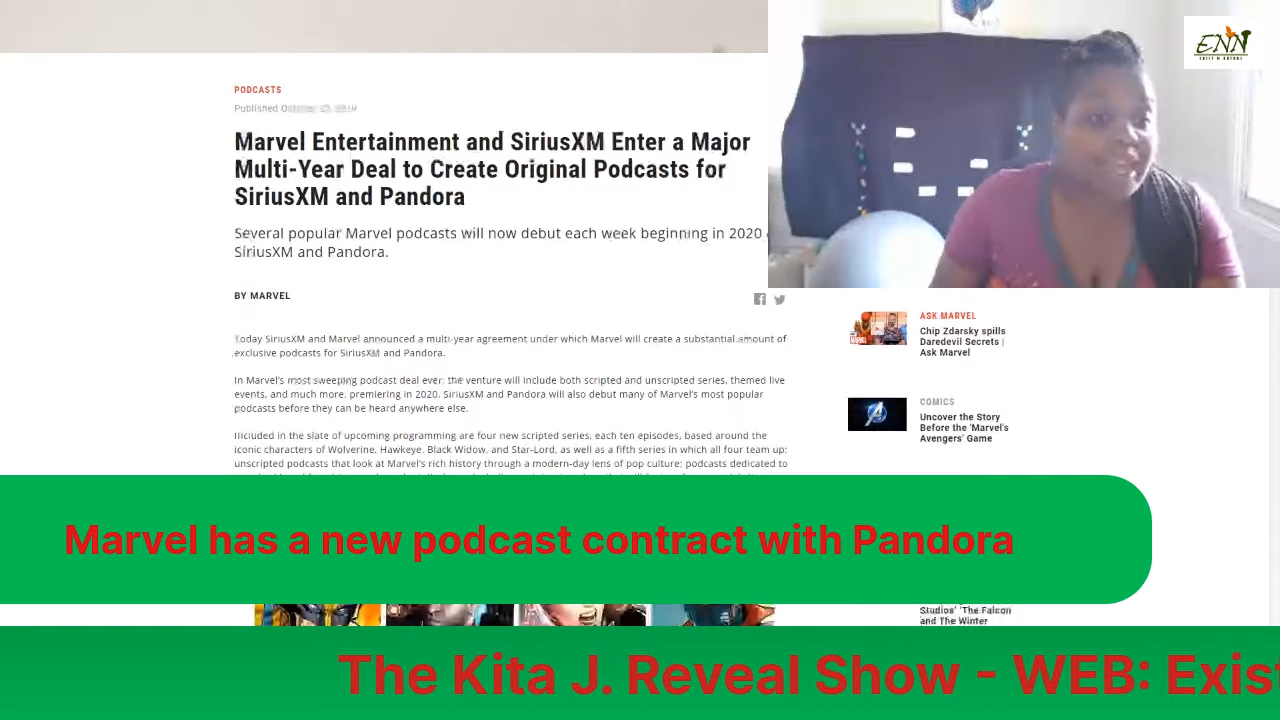 ENN
EXIST N NATURE
PODCASTS
Published October 23, 2019
Marvel Entertainment and SiriusXM Enter a Major
Multi-Year Deal to Create Original Podcasts for
SiriusXM and Pandora
Several popular Marvel podcasts will now debut each week beginning in 2020
SiriusXM and Pandora.
BY MARVEL
Today SiriusXM and Marvel announced a multi-year agreement under which Marvel will create a substantial amount of
exclusive podcasts for SiriusXM and Pandora.
In Marvel's most sweeping podcast deal ever, the venture will include both scripted and unscripted series, themed live
events, and much more, premiering in 2020. SiriusXM and Pandora will also debut many of Marvel's most popular
podcasts before they can be heard anywhere else.
Included in the slate of upcoming programming are four new scripted series, each ten episodes, based around the
iconic characters of Wolverine, Hawkeye, Black Widow, and Star-Lord, as well as a fifth series in which all four team up;
unscripted podcasts that look at Marvel's rich history through a modern-day lens of pop culture; podcasts dedicated to
ASK MARVEL
Chip Zdarsky spills
Daredevil Secrets |
Ask Marvel
COMICS
Uncover the Story
Before the 'Marvel's
Avengers' Game
Marvel has a new podcast contract with Pandora
Studios' 'The Falcon
and The Winter
The Kita J. Reveal Show - WEB: Exist